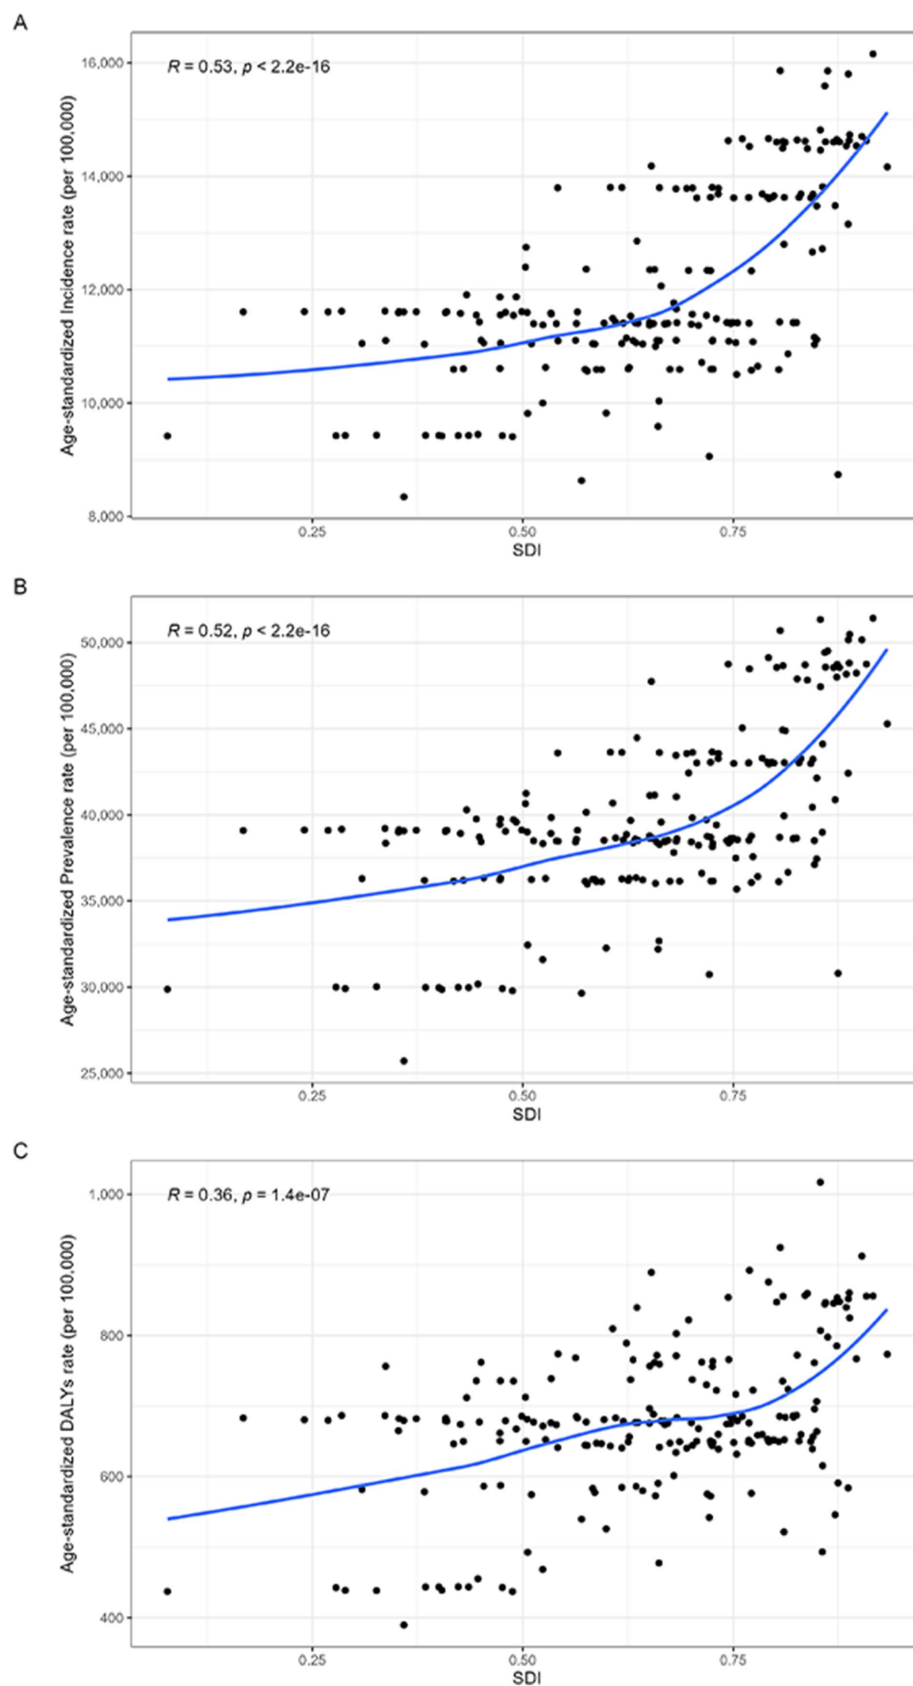 A
R = 0.53, p < 2.2e-16
Age-standardized Incidence rate (per 100,000)
16,000
14,000
12,000
10,000
8,000
0.25 0.50 0.75
SDI
B
R = 0.52, p < 2.2e-16
Age-standardized Prevalence rate (per 100,000)
50,000
45,000
40,000
35,000
30,000
25,000
0.25 0.50 0.75
SDI
C
R = 0.36, p = 1.4e-07
Age-standardized DALYs rate (per 100,000)
1,000
800
600
400
0.25 0.50 0.75
SDI